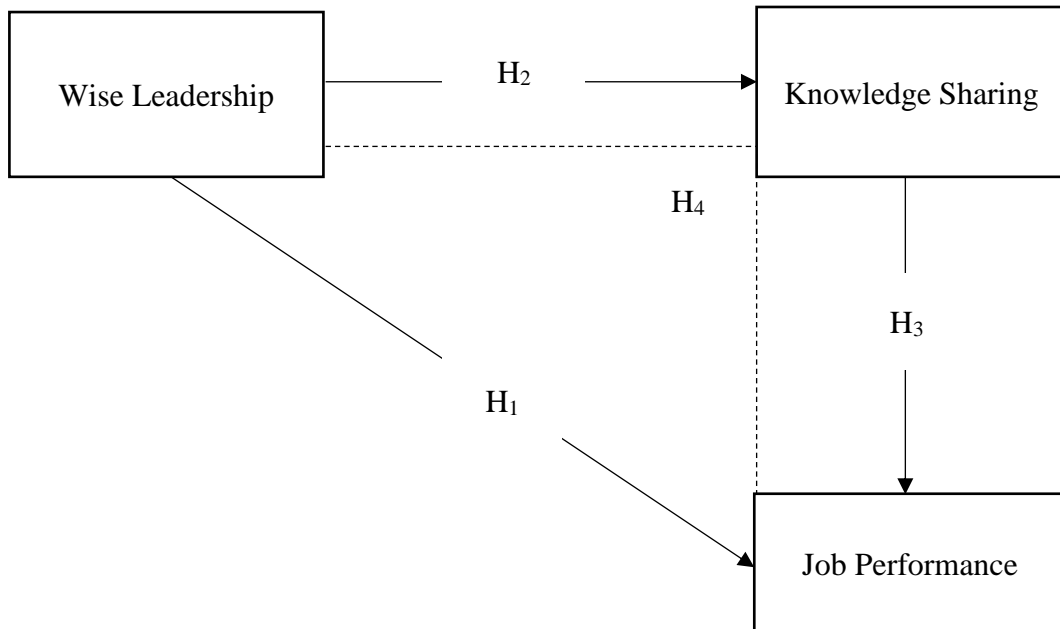 Wise Leadership
H₂
Knowledge Sharing
H₄
H₃
H₁
Job Performance